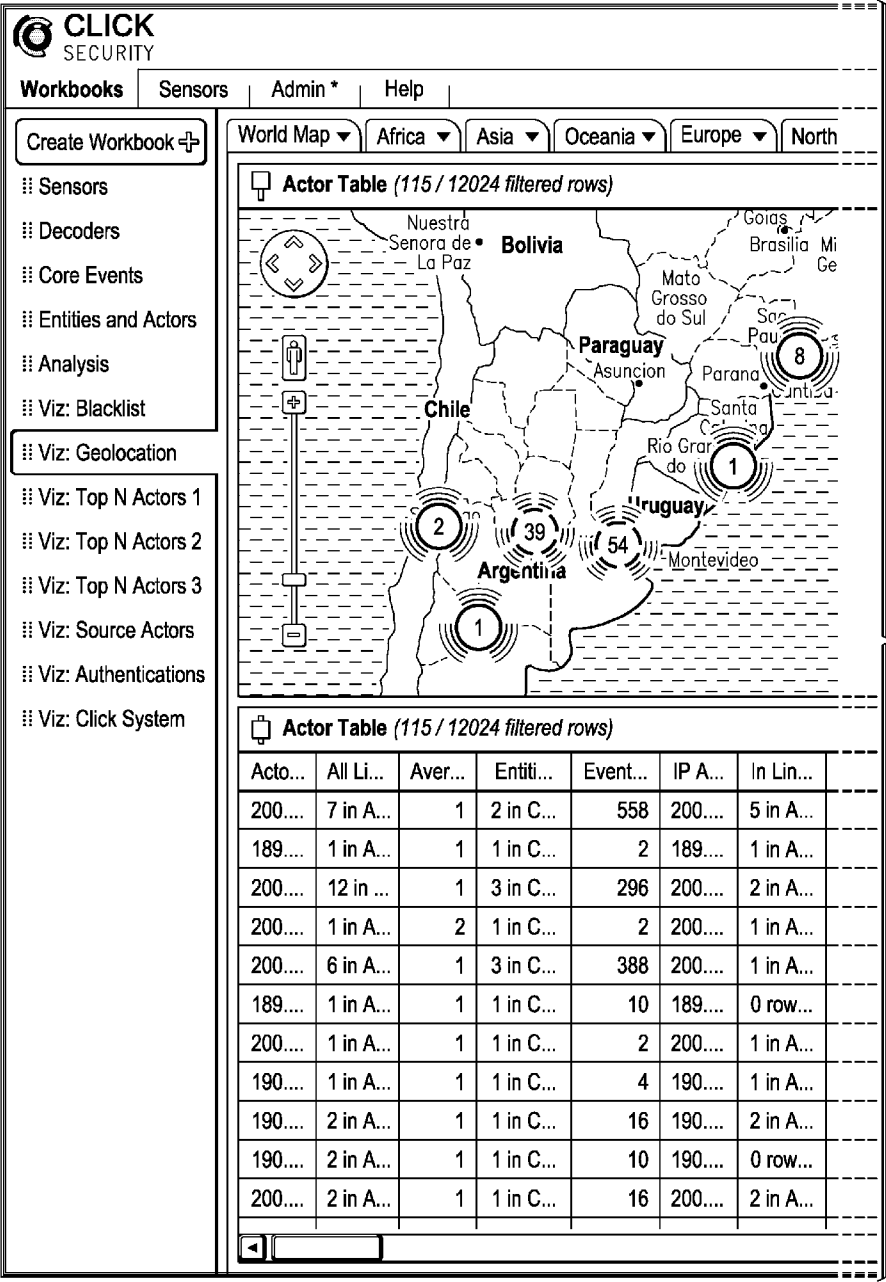 CLICK
SECURITY
Workbooks Sensors Admin * Help
Create Workbook
Sensors
Decoders
Core Events
Entities and Actors
Analysis
Viz: Blacklist
Viz: Geolocation
Viz: Top N Actors 1
Viz: Top N Actors 2
Viz: Top N Actors 3
Viz: Source Actors
Viz: Authentications
Viz: Click System
World Map Africa Asia Oceania Europe North
Actor Table (115 / 12024 filtered rows)
Nuestra
Senora de
La Paz
Bolivia
Goias
Brasilia Mi
Ge
Mato
Grosso
do Sul
Sao
Pau
8
Paraguay
Asuncion
Parana
Chile
Santa
Rio Gran
do
1
Uruguay
2
39
54
Montevideo
Argentina
1
Actor Table (115 / 12024 filtered rows)
Acto... All Li... Aver... Entiti... Event... IP A... In Lin...
200.... 7 in A... 1 2 in C... 558 200.... 5 in A...
189.... 1 in A... 1 1 in C... 2 189.... 1 in A...
200.... 12 in ... 1 3 in C... 296 200.... 2 in A...
200.... 1 in A... 2 1 in C... 2 200.... 1 in A...
200.... 6 in A... 1 3 in C... 388 200.... 1 in A...
189.... 1 in A... 1 1 in C... 10 189.... 0 row...
200.... 1 in A... 1 1 in C... 2 200.... 1 in A...
190.... 1 in A... 1 1 in C... 4 190.... 1 in A...
190.... 2 in A... 1 1 in C... 16 190.... 2 in A...
190.... 2 in A... 1 1 in C... 10 190.... 0 row...
200.... 2 in A... 1 1 in C... 16 200.... 2 in A...